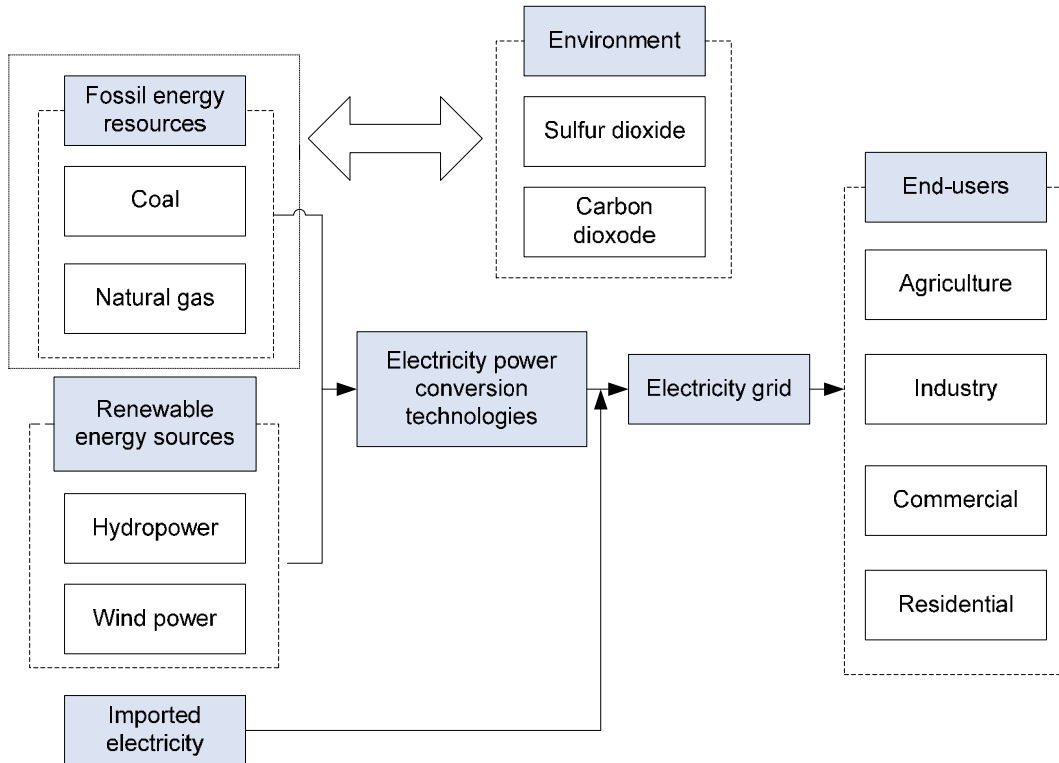 Environment
Sulfur dioxide
Carbon
dioxode
Fossil energy
resources
Coal
Natural gas
Renewable
energy sources
Hydropower
Wind power
Imported
electricity
Electricity power
conversion
technologies
Electricity grid
End-users
Agriculture
Industry
Commercial
Residential